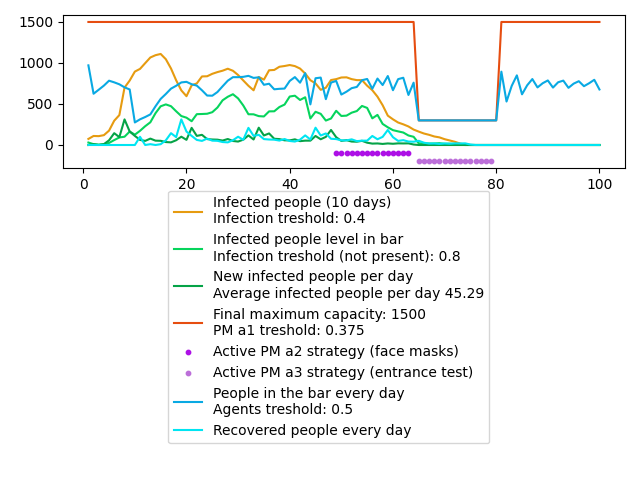 1500
1000
500
0
0
20
40
60
80
100
Infected people (10 days)
Infection treshold: 0.4
Infected people level in bar
Infection treshold (not present): 0.8
New infected people per day
Average infected people per day 45.29
Final maximum capacity: 1500
PM a1 treshold: 0.375
Active PM a2 strategy (face masks)
Active PM a3 strategy (entrance test)
People in the bar every day
Agents treshold: 0.5
Recovered people every day